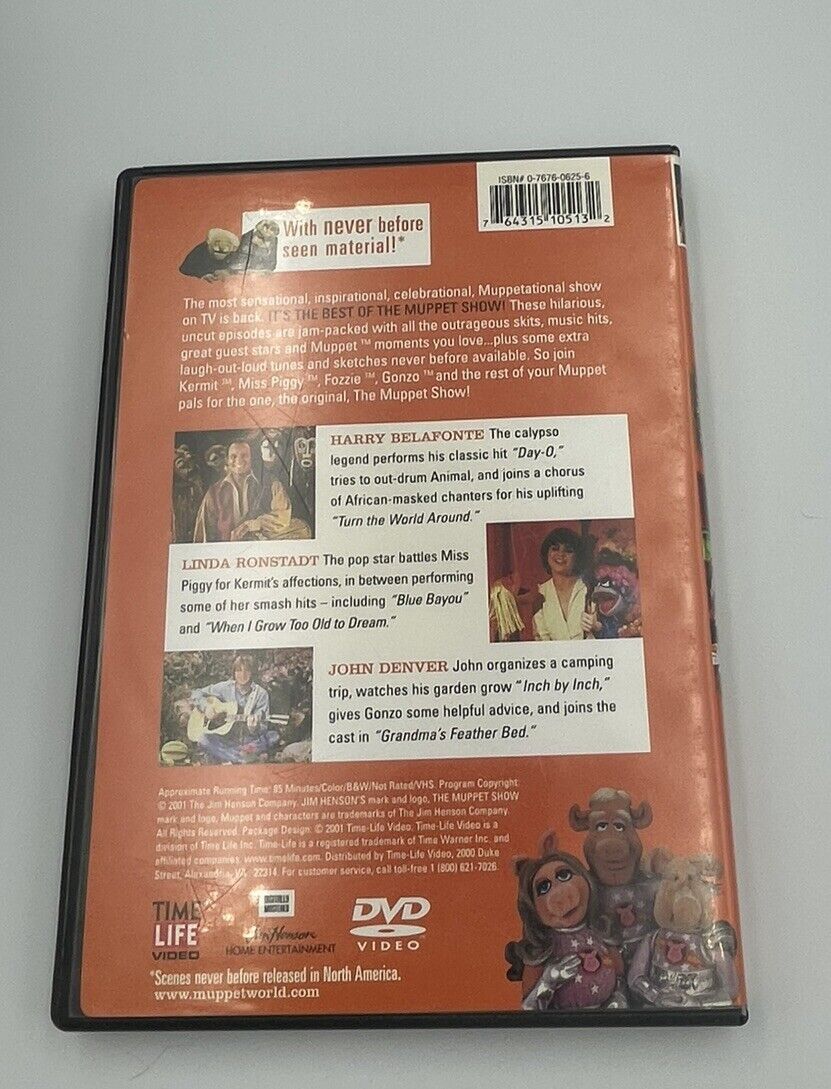 ISBN# 0-7676-0625-6
7 64315 10513 2
With never before
seen material!*
The most sensational, inspirational, celebrational, Muppetational show
on TV is back. IT'S THE BEST OF THE MUPPET SHOW! These hilarious,
uncut episodes are jam-packed with all the outrageous skits, music hits,
great guest stars and Muppet™ moments you love...plus some extra
laugh-out-loud tunes and sketches never before available. So join
Kermit™, Miss Piggy™, Fozzie™, Gonzo™ and the rest of your Muppet
pals for the one, the original, The Muppet Show!
HARRY BELAFONTE The calypso
legend performs his classic hit "Day-O,"
tries to out-drum Animal, and joins a chorus
of African-masked chanters for his uplifting
"Turn the World Around."
LINDA RONSTADT The pop star battles Miss
Piggy for Kermit's affections, in between performing
some of her smash hits – including "Blue Bayou"
and "When I Grow Too Old to Dream."
JOHN DENVER John organizes a camping
trip, watches his garden grow "Inch by Inch,"
gives Gonzo some helpful advice, and joins the
cast in "Grandma's Feather Bed."
Approximate Running Time: 85 Minutes/Color/B&W/Not Rated/VHS. Program Copyright
© 2001 The Jim Henson Company. JIM HENSON'S mark and logo, THE MUPPET SHOW
mark and logo, Muppet and characters are trademarks of The Jim Henson Company.
All Rights Reserved. Package Design: © 2001 Time-Life Video. Time-Life Video is a
division of Time Life Inc. Time-Life is a registered trademark of Time Warner Inc. and
affiliated companies. www.timelife.com. Distributed by Time-Life Video, 2000 Duke
Street, Alexandria, VA 22314. For customer service, call toll-free 1 (800) 621-7026.
TIME
LIFE
VIDEO
Jim Henson
HOME ENTERTAINMENT
DVD
VIDEO
*Scenes never before released in North America.
www.muppetworld.com